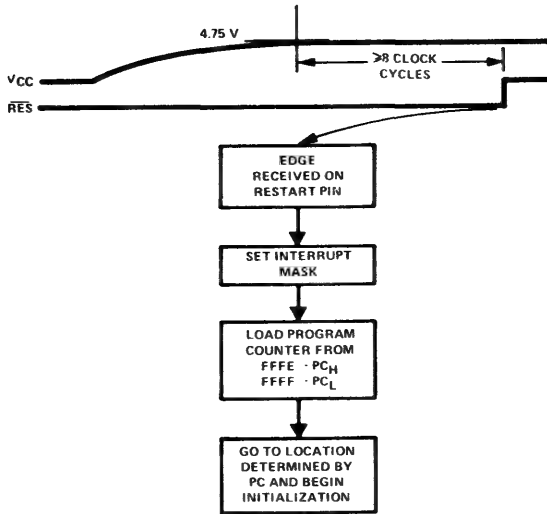 4.75 V
≥8 CLOCK
CYCLES
VCC
RES
EDGE
RECEIVED ON
RESTART PIN
SET INTERRUPT
MASK
LOAD PROGRAM
COUNTER FROM
FFFE - PCH
FFFF - PCL
GO TO LOCATION
DETERMINED BY
PC AND BEGIN
INITIALIZATION